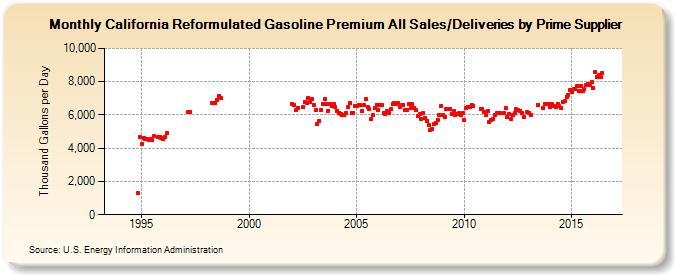 Monthly California Reformulated Gasoline Premium All Sales/Deliveries by Prime Supplier
Thousand Gallons per Day
10,000
8,000
6,000
4,000
2,000
0
1995 2000 2005 2010 2015
Source: U.S. Energy Information Administration